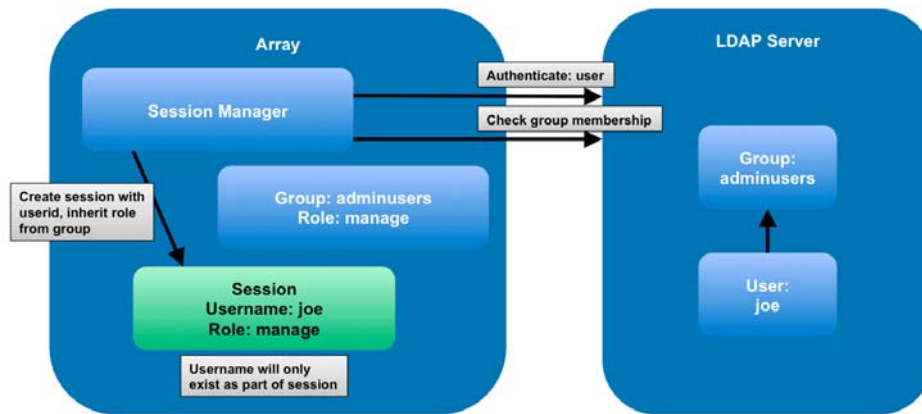 Array
LDAP Server
Session Manager
Authenticate: user
Check group membership
Create session with
userid, inherit role
from group
Group: adminusers
Role: manage
Group:
adminusers
Session
Username: joe
Role: manage
User:
joe
Username will only
exist as part of session